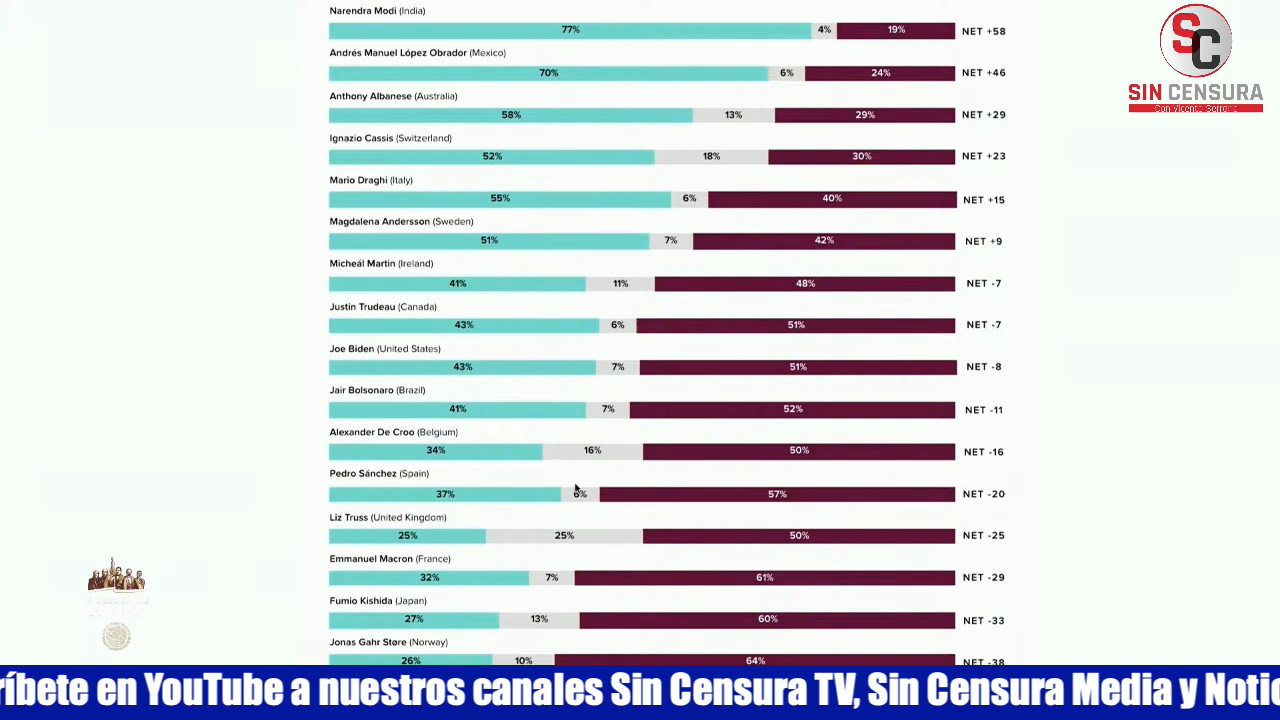 Narendra Modi (India)
77% 4% 19% NET +58
Andrés Manuel López Obrador (Mexico)
70% 6% 24% NET +46
Anthony Albanese (Australia)
58% 13% 29% NET +29
Ignazio Cassis (Switzerland)
52% 18% 30% NET +23
Mario Draghi (Italy)
55% 6% 40% NET +15
Magdalena Andersson (Sweden)
51% 7% 42% NET +9
Micheál Martin (Ireland)
41% 11% 48% NET -7
Justin Trudeau (Canada)
43% 6% 51% NET -7
Joe Biden (United States)
43% 7% 51% NET -8
Jair Bolsonaro (Brazil)
41% 7% 52% NET -11
Alexander De Croo (Belgium)
34% 16% 50% NET -16
Pedro Sánchez (Spain)
37% 6% 57% NET -20
Liz Truss (United Kingdom)
25% 25% 50% NET -25
Emmanuel Macron (France)
32% 7% 61% NET -29
Fumio Kishida (Japan)
27% 13% 60% NET -33
Jonas Gahr Støre (Norway)
26% 10% 64% NET -38
SC
SIN CENSURA
Con Vicente Serrano
ríbete en YouTube a nuestros canales Sin Censura TV, Sin Censura Media y Notic